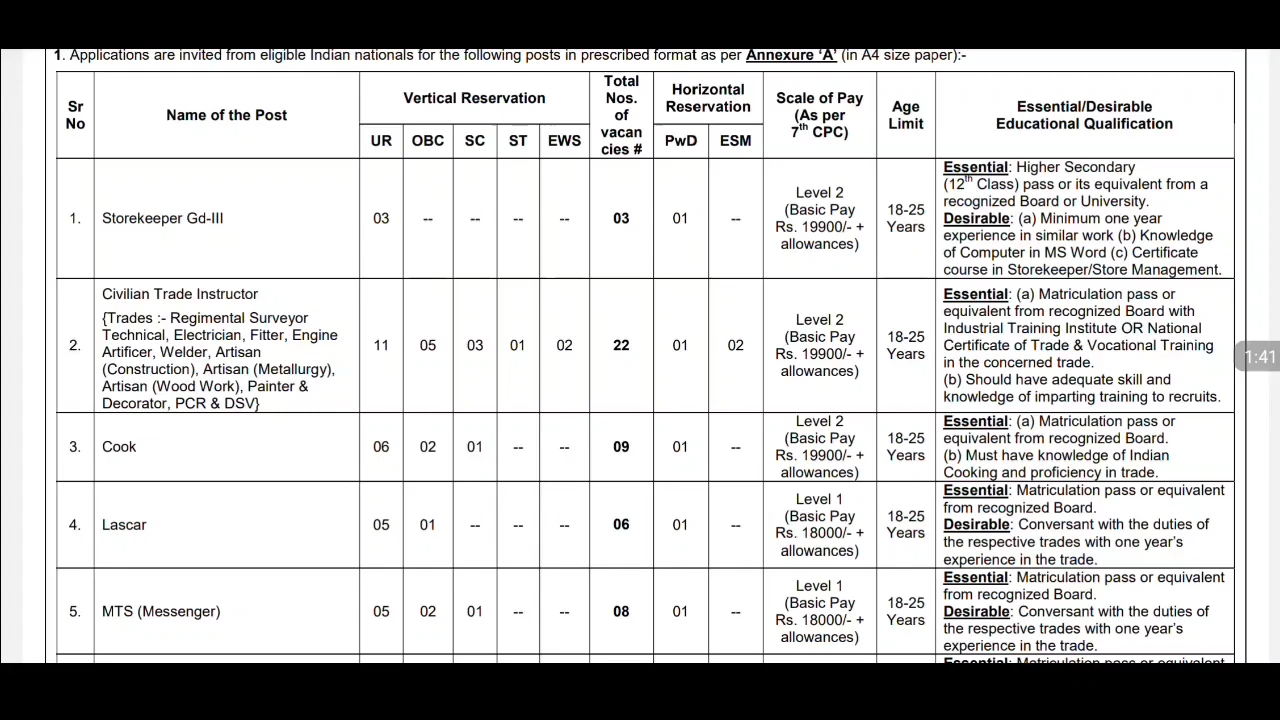 1. Applications are invited from eligible Indian nationals for the following posts in prescribed format as per Annexure ‘A’ (in A4 size paper):-
Sr No
Name of the Post
Vertical Reservation
Total Nos. of vacan cies #
Horizontal Reservation
Scale of Pay (As per 7th CPC)
Age Limit
Essential/Desirable Educational Qualification
UR OBC SC ST EWS PwD ESM
1. Storekeeper Gd-III 03 -- -- -- -- 03 01 --
Level 2
(Basic Pay
Rs. 19900/- +
allowances)
18-25
Years
Essential: Higher Secondary
(12th Class) pass or its equivalent from a
recognized Board or University.
Desirable: (a) Minimum one year
experience in similar work (b) Knowledge
of Computer in MS Word (c) Certificate
course in Storekeeper/Store Management.
2.
Civilian Trade Instructor
{Trades :- Regimental Surveyor
Technical, Electrician, Fitter, Engine
Artificer, Welder, Artisan
(Construction), Artisan (Metallurgy),
Artisan (Wood Work), Painter &
Decorator, PCR & DSV}
11 05 03 01 02 22 01 02
Level 2
(Basic Pay
Rs. 19900/- +
allowances)
18-25
Years
Essential: (a) Matriculation pass or
equivalent from recognized Board with
Industrial Training Institute OR National
Certificate of Trade & Vocational Training
in the concerned trade.
(b) Should have adequate skill and
knowledge of imparting training to recruits.
1:41
3. Cook 06 02 01 -- -- 09 01 --
Level 2
(Basic Pay
Rs. 19900/- +
allowances)
18-25
Years
Essential: (a) Matriculation pass or
equivalent from recognized Board.
(b) Must have knowledge of Indian
Cooking and proficiency in trade.
4. Lascar 05 01 -- -- -- 06 01 --
Level 1
(Basic Pay
Rs. 18000/- +
allowances)
18-25
Years
Essential: Matriculation pass or equivalent
from recognized Board.
Desirable: Conversant with the duties of
the respective trades with one year’s
experience in the trade.
5. MTS (Messenger) 05 02 01 -- -- 08 01 --
Level 1
(Basic Pay
Rs. 18000/- +
allowances)
18-25
Years
Essential: Matriculation pass or equivalent
from recognized Board.
Desirable: Conversant with the duties of
the respective trades with one year’s
experience in the trade.
Essential: Matriculation pass or equivalent